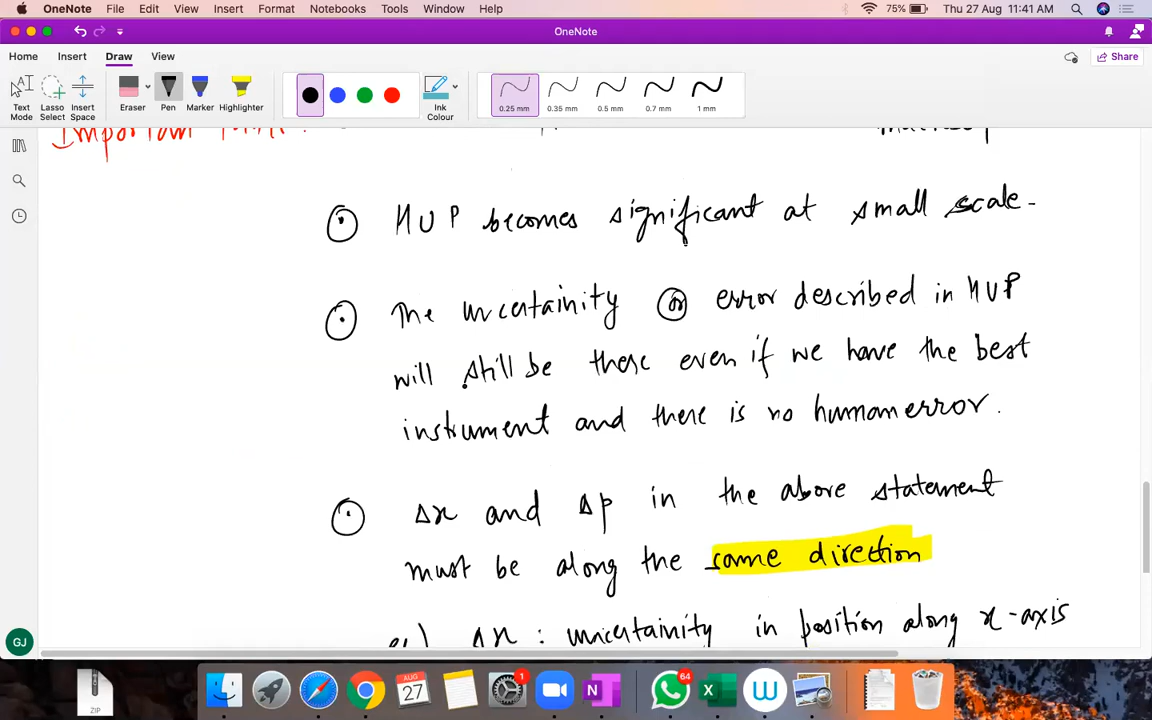 OneNote File Edit View Insert Format Notebooks Tools Window Help 75% Thu 27 Aug 11:41 AM
OneNote
Home Insert Draw View Share
Text Mode Lasso Select Insert Space Eraser Pen Marker Highlighter Ink Colour 0.25 mm 0.35 mm 0.5 mm 0.7 mm 1 mm
Important
HUP becomes significant at small scale.
The uncertainity or error described in HUP
will still be there even if we have the best
instrument and there is no human error.
Δx and Δp in the above statement
must be along the same direction
Δx : uncertainity in position along x-axis
GJ
ZIP
AUG 27
1
64